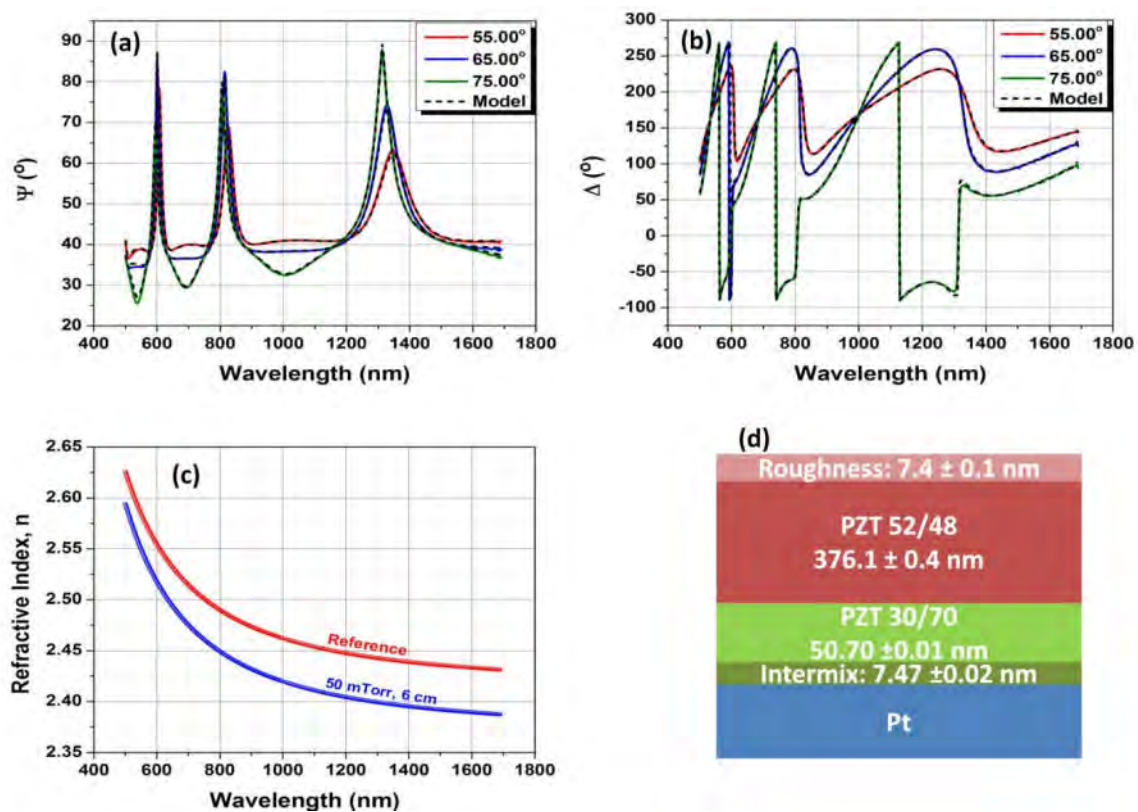 (a)
55.00°
65.00°
75.00°
Model
Ψ (°)
90
80
70
60
50
40
30
20
400 600 800 1000 1200 1400 1600 1800
Wavelength (nm)
(b)
55.00°
65.00°
75.00°
Model
Δ (°)
300
250
200
150
100
50
0
-50
-100
400 600 800 1000 1200 1400 1600 1800
Wavelength (nm)
(c)
Refractive Index, n
2.65
2.60
2.55
2.50
2.45
2.40
2.35
Reference
50 mTorr, 6 cm
400 600 800 1000 1200 1400 1600 1800
Wavelength (nm)
(d)
Roughness: 7.4 ± 0.1 nm
PZT 52/48
376.1 ± 0.4 nm
PZT 30/70
50.70 ±0.01 nm
Intermix: 7.47 ±0.02 nm
Pt